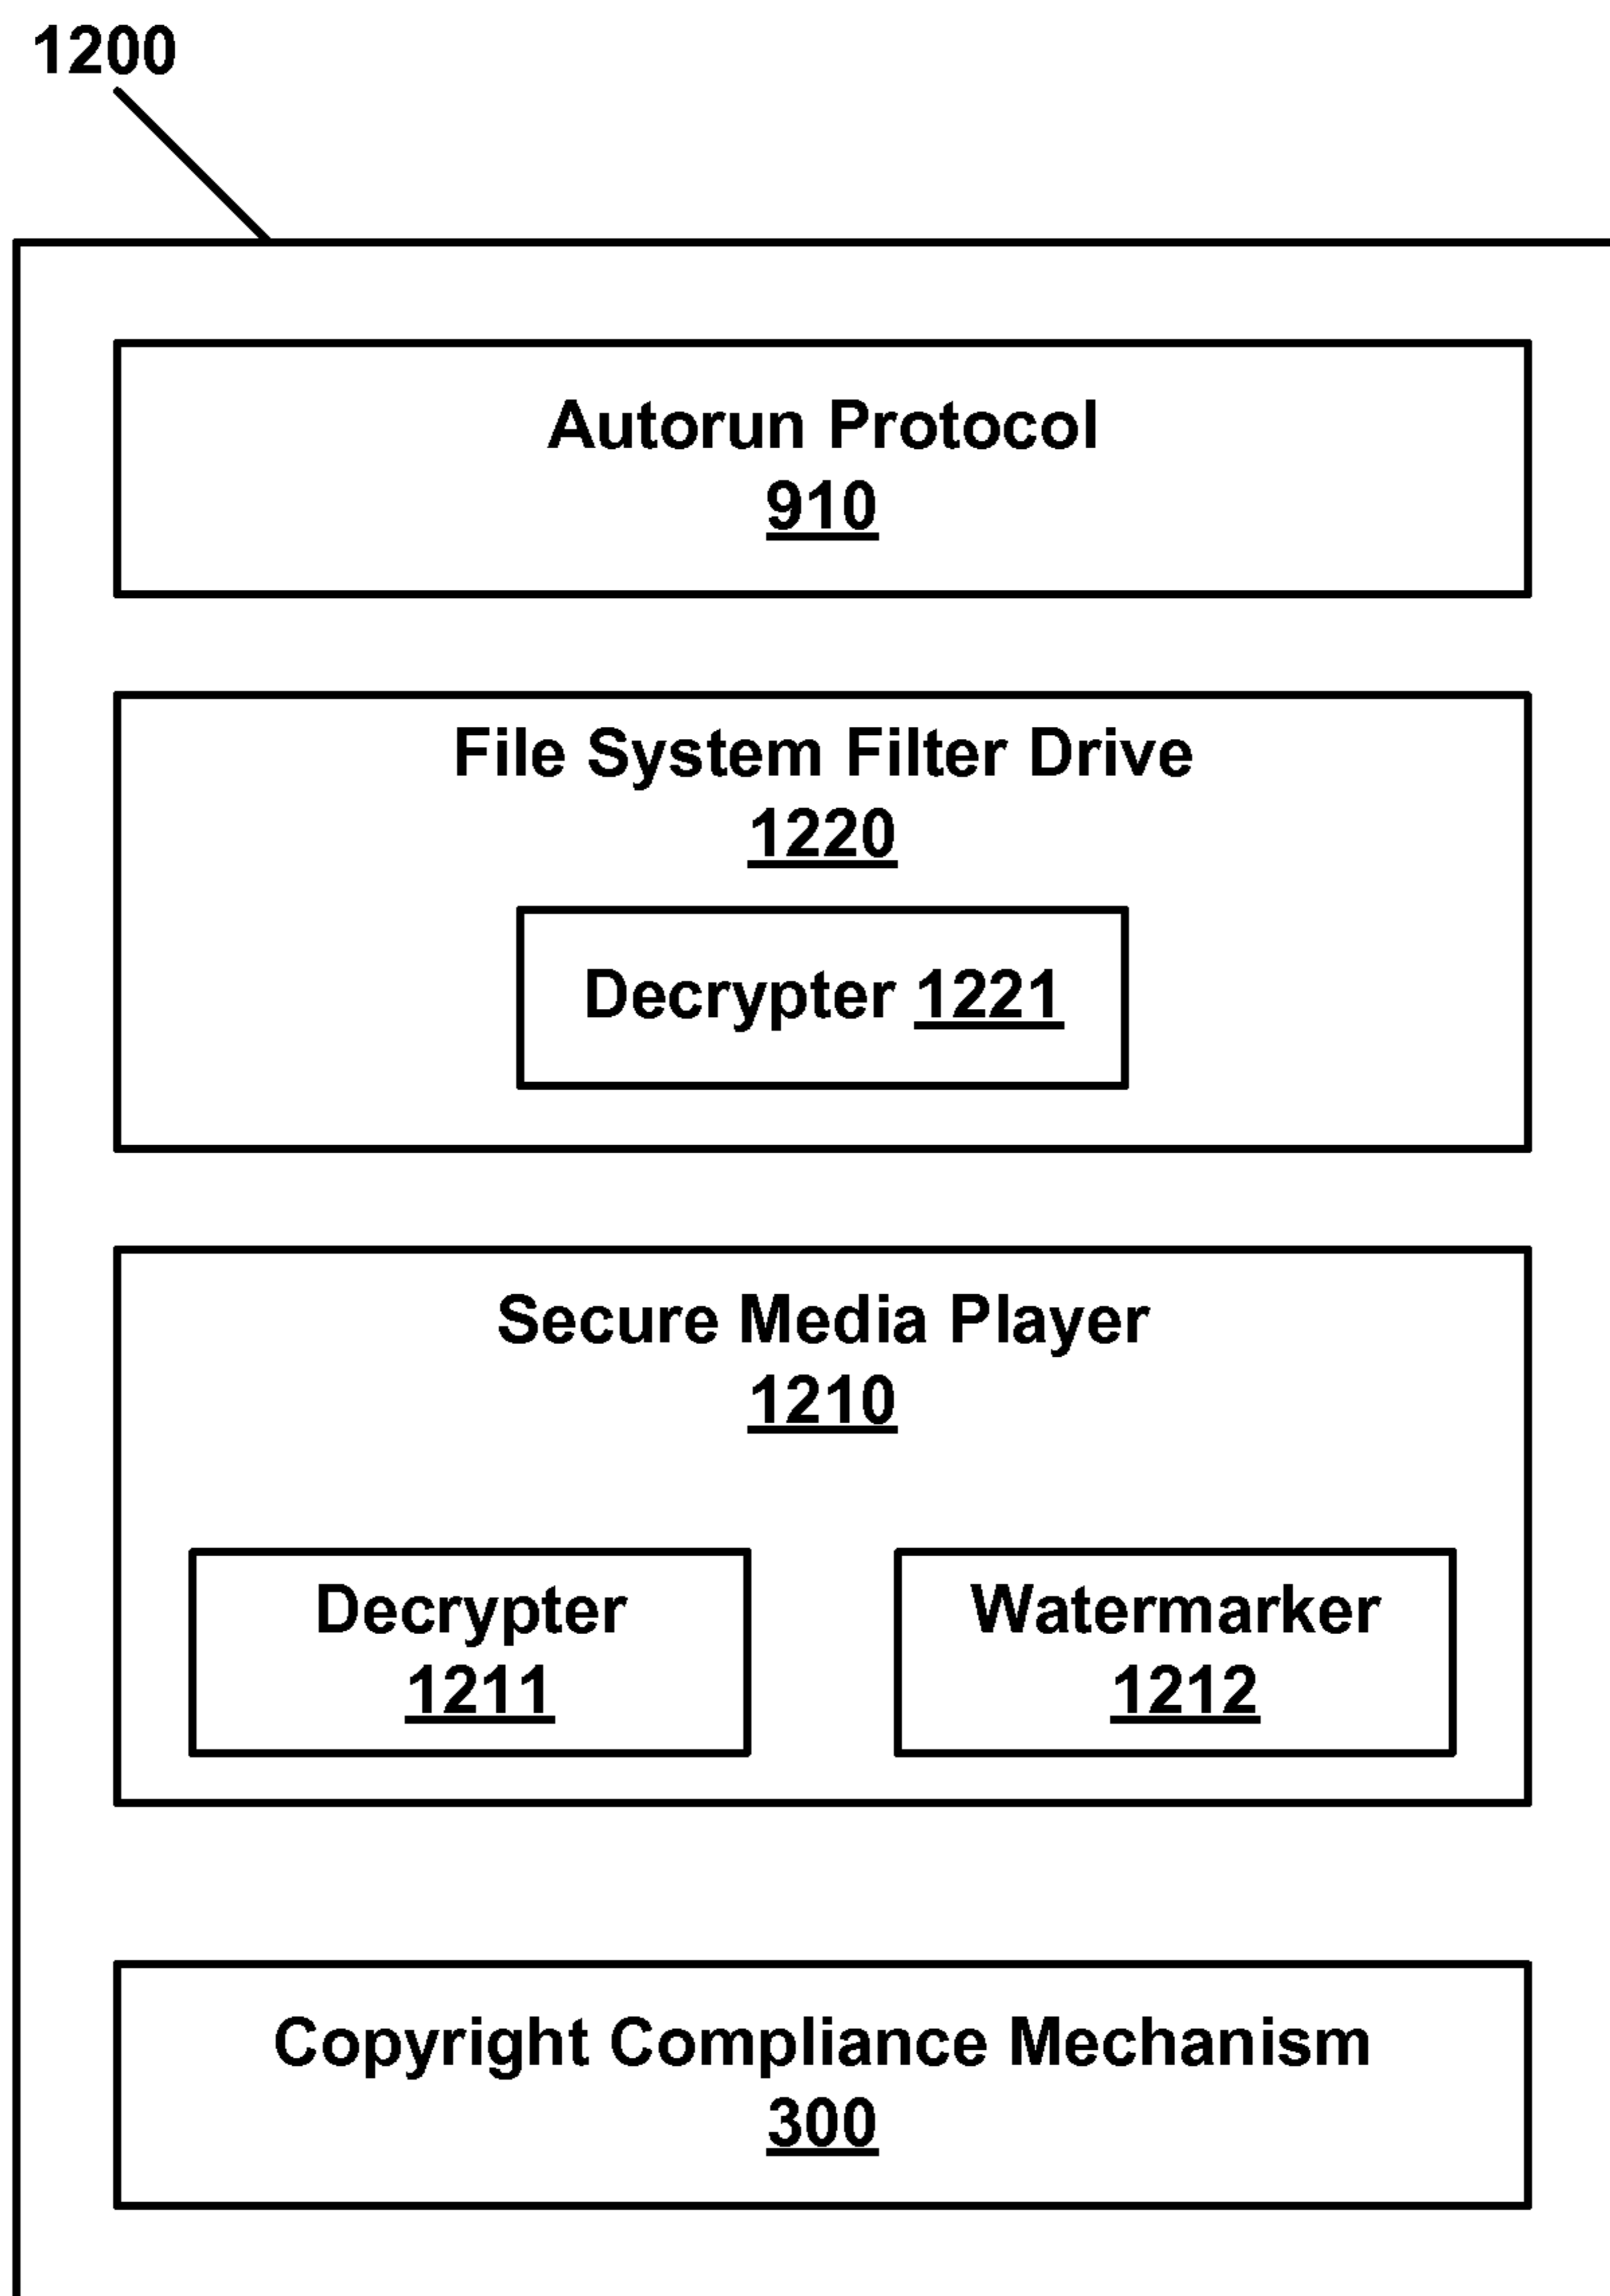 1200
Autorun Protocol
910
File System Filter Drive
1220
Decrypter 1221
Secure Media Player
1210
Decrypter
1211
Watermarker
1212
Copyright Compliance Mechanism
300